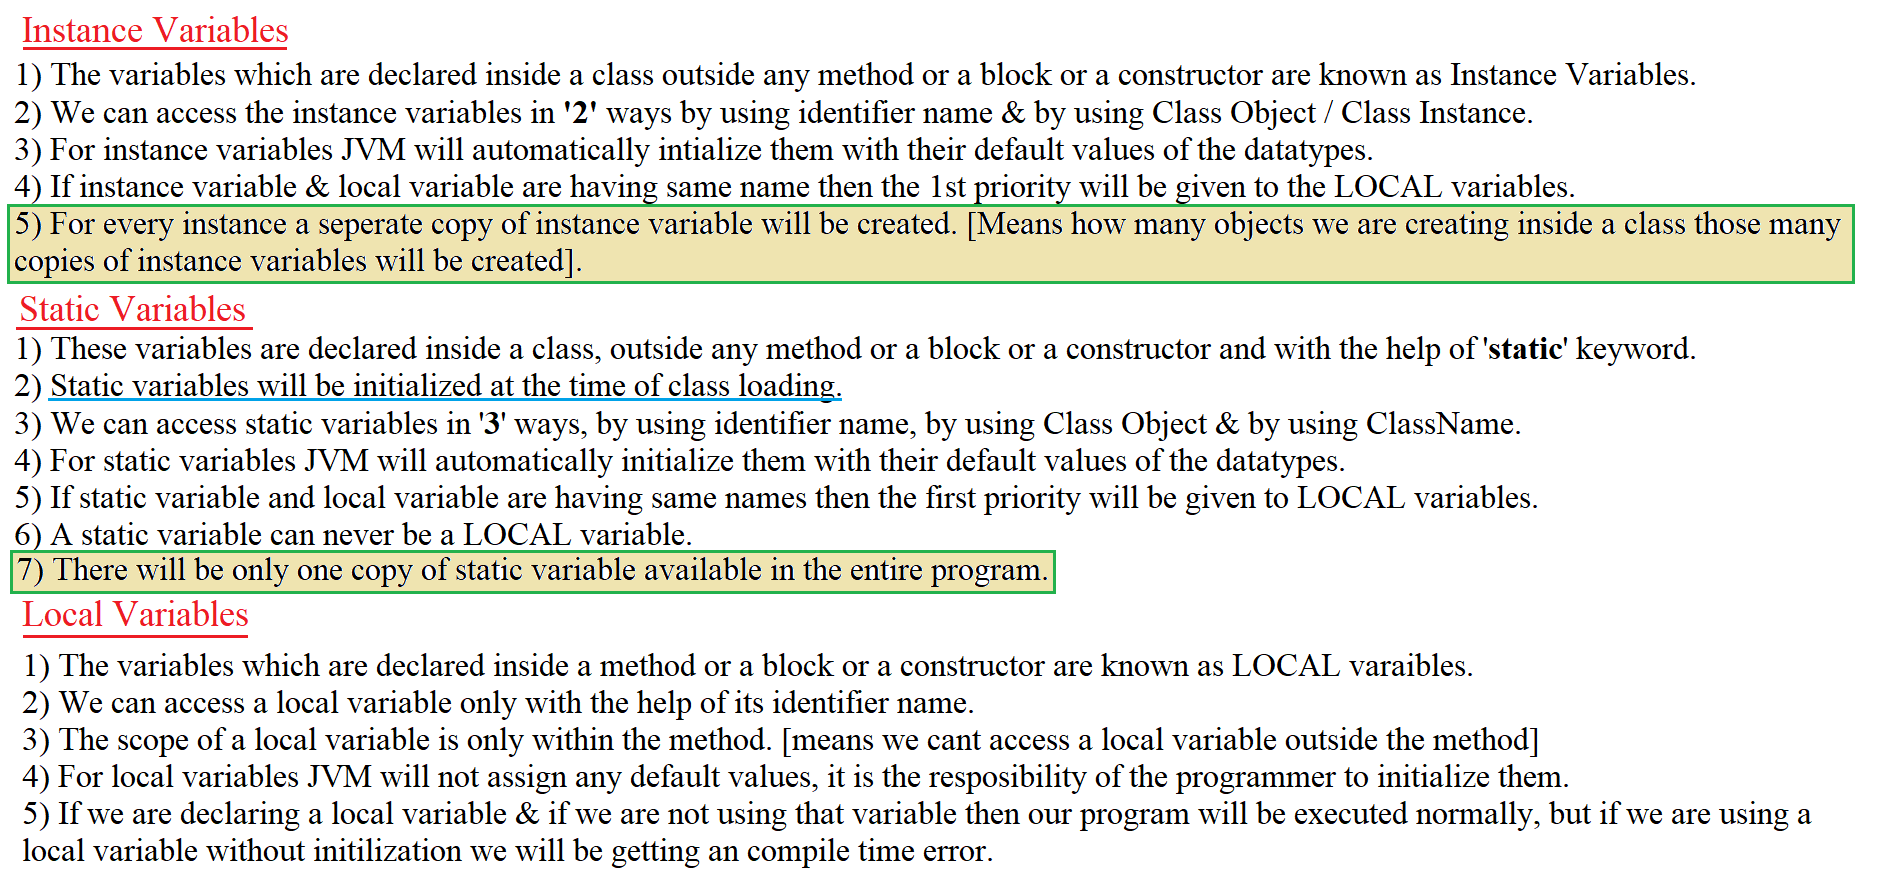 Instance Variables
1) The variables which are declared inside a class outside any method or a block or a constructor are known as Instance Variables.
2) We can access the instance variables in '2' ways by using identifier name & by using Class Object / Class Instance.
3) For instance variables JVM will automatically intialize them with their default values of the datatypes.
4) If instance variable & local variable are having same name then the 1st priority will be given to the LOCAL variables.
5) For every instance a seperate copy of instance variable will be created. [Means how many objects we are creating inside a class those many
copies of instance variables will be created].
Static Variables
1) These variables are declared inside a class, outside any method or a block or a constructor and with the help of 'static' keyword.
2) Static variables will be initialized at the time of class loading.
3) We can access static variables in '3' ways, by using identifier name, by using Class Object & by using ClassName.
4) For static variables JVM will automatically initialize them with their default values of the datatypes.
5) If static variable and local variable are having same names then the first priority will be given to LOCAL variables.
6) A static variable can never be a LOCAL variable.
7) There will be only one copy of static variable available in the entire program.
Local Variables
1) The variables which are declared inside a method or a block or a constructor are known as LOCAL varaibles.
2) We can access a local variable only with the help of its identifier name.
3) The scope of a local variable is only within the method. [means we cant access a local variable outside the method]
4) For local variables JVM will not assign any default values, it is the resposibility of the programmer to initialize them.
5) If we are declaring a local variable & if we are not using that variable then our program will be executed normally, but if we are using a
local variable without initilization we will be getting an compile time error.